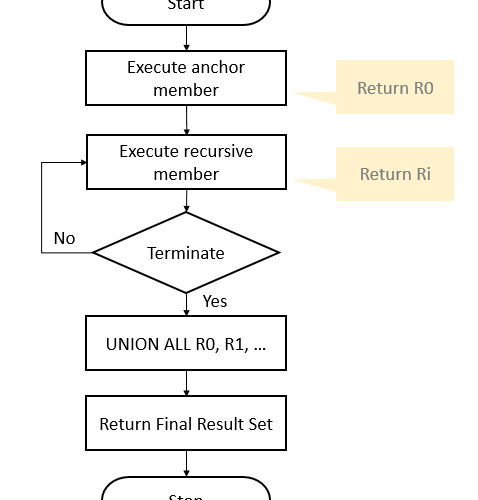 Start
Execute anchor
member
Return R0
Execute recursive
member
Return Ri
No
Terminate
Yes
UNION ALL R0, R1, ...
Return Final Result Set
Stop